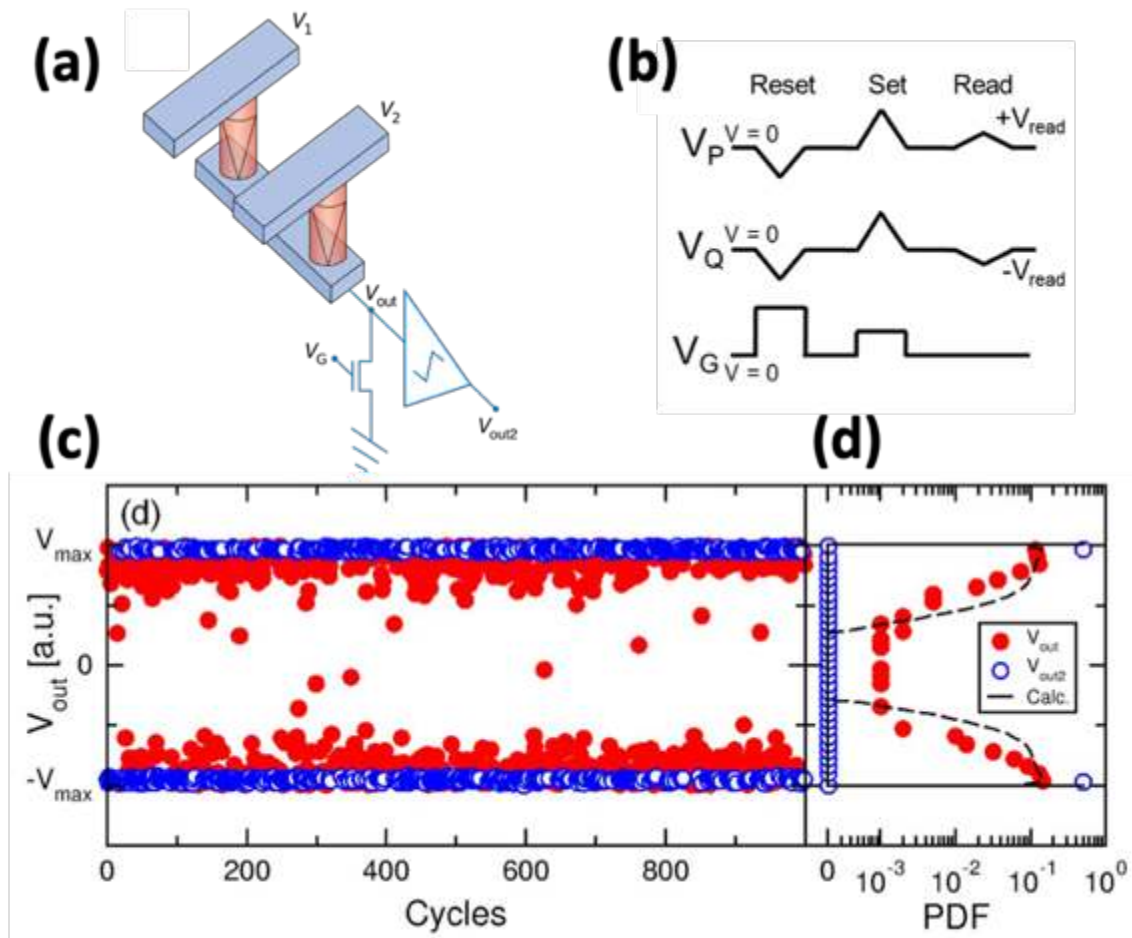 (a)
V1
V2
Vout
VG
Vout2
(b)
Reset Set Read
VP V = 0 +Vread
VQ V = 0 -Vread
VG V = 0
(c)
(d)
(d)
Vmax
0
-Vmax
Vout [a.u.]
0 200 400 600 800
Cycles
Vout
Vout2
Calc.
0 10-3 10-2 10-1 100
PDF